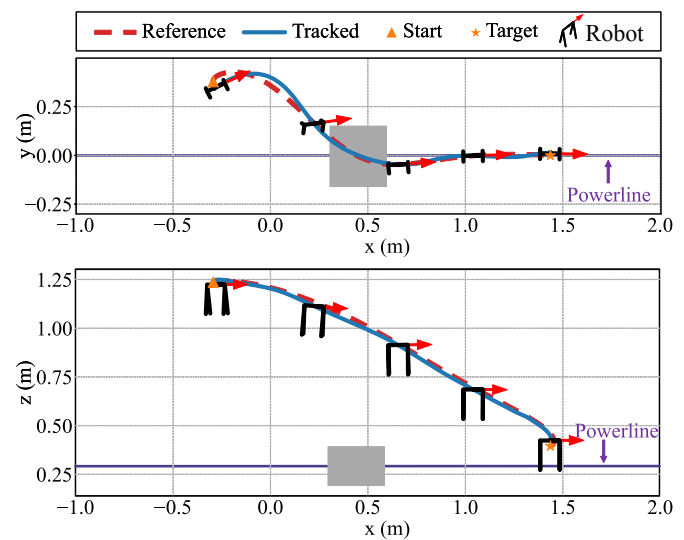 Reference Tracked Start Target Robot
0.25
0.00
−0.25
y (m)
Powerline
−1.0 −0.5 0.0 0.5 1.0 1.5 2.0
x (m)
1.25
1.00
0.75
0.50
0.25
z (m)
Powerline
−1.0 −0.5 0.0 0.5 1.0 1.5 2.0
x (m)